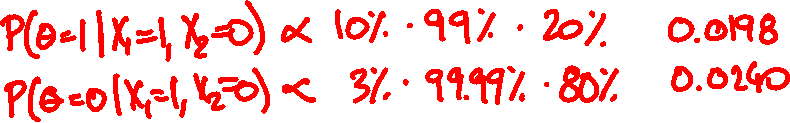 P(θ=1|X₁=1, X₂=0) ∝ 10% · 99% · 20% 0.0198
P(θ=0|X₁=1, X₂=0) ∝ 3% · 99.99% · 80% 0.0240